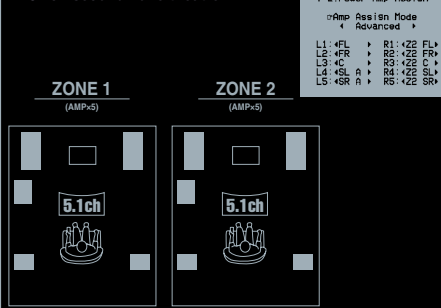 Amp Assign Mode
Advanced
L1: FL R1: Z2 FL
L2: FR R2: Z2 FR
L3: C R3: Z2 C
L4: SL A R4: Z2 SL
L5: SR A R5: Z2 SR
ZONE 1
(AMP×5)
ZONE 2
(AMP×5)
5.1ch
5.1ch